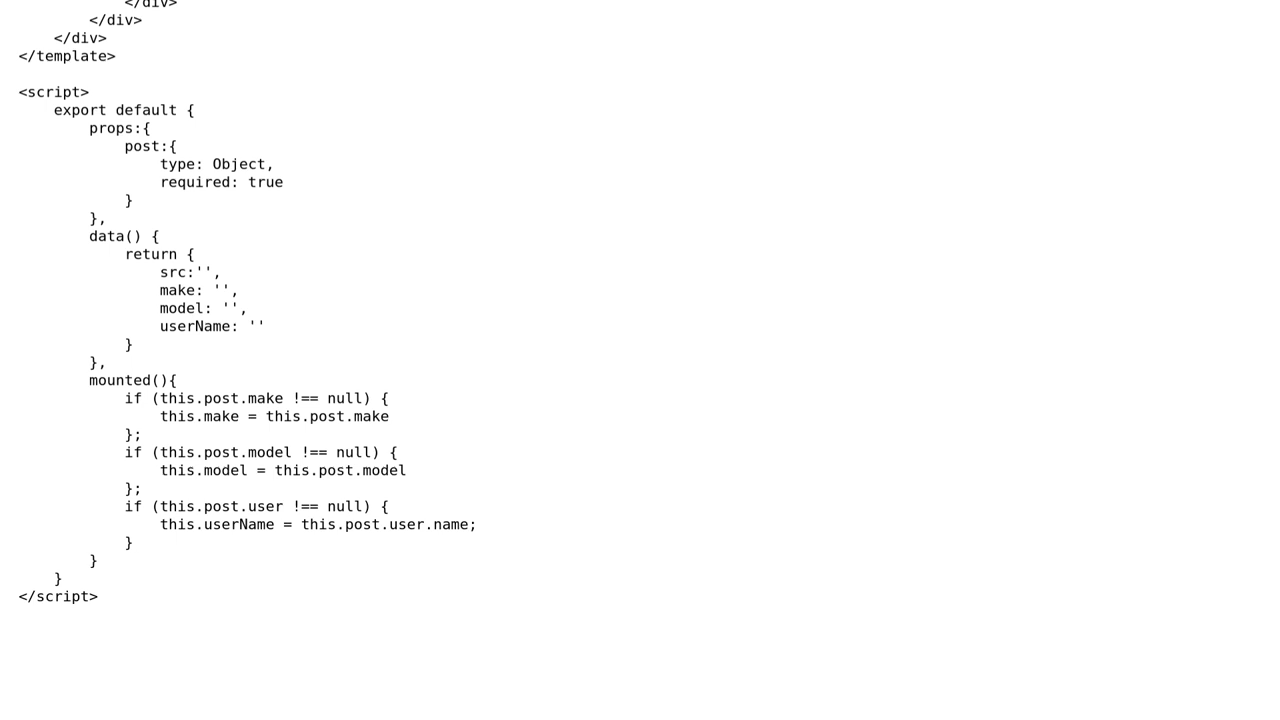 </div>
        </div>
    </div>
</template>

<script>
    export default {
        props:{
            post:{
                type: Object,
                required: true
            }
        },
        data() {
            return {
                src:'',
                make: '',
                model: '',
                userName: ''
            }
        },
        mounted(){
            if (this.post.make !== null) {
                this.make = this.post.make
            };
            if (this.post.model !== null) {
                this.model = this.post.model
            };
            if (this.post.user !== null) {
                this.userName = this.post.user.name;
            }
        }
    }
</script>